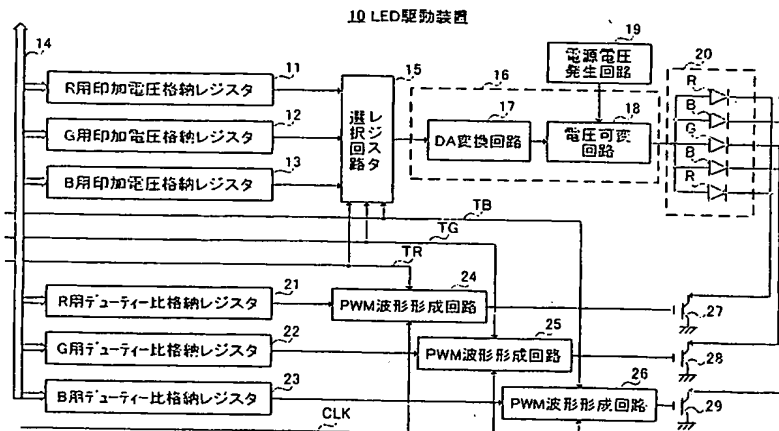 10 LED駆動装置
14
11
R用印加電圧格納レジスタ
12
G用印加電圧格納レジスタ
13
B用印加電圧格納レジスタ
15
レジスタ
選択回路
16
17
DA変換回路
18
電圧可変
回路
19
電源電圧
発生回路
20
R
B
G
B
R
TB
TG
TR
21
R用デューティー比格納レジスタ
22
G用デューティー比格納レジスタ
23
B用デューティー比格納レジスタ
24
PWM波形形成回路
25
PWM波形形成回路
26
PWM波形形成回路
27
28
29
CLK